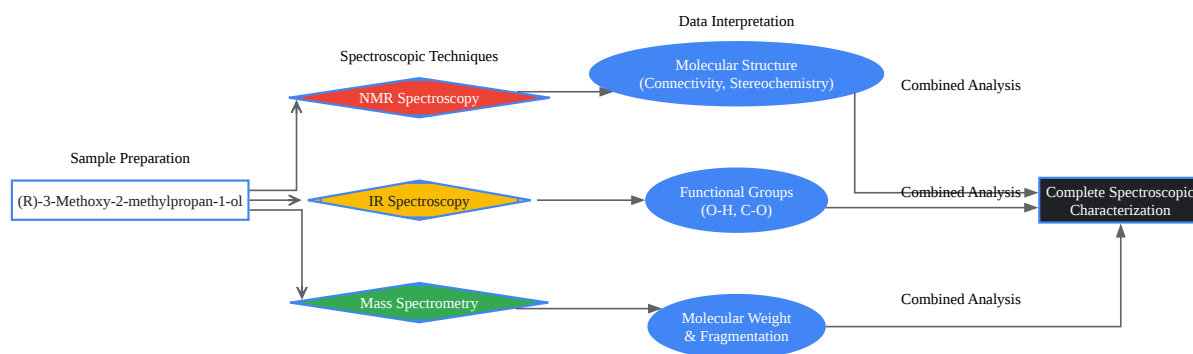 Data Interpretation
Spectroscopic Techniques
Molecular Structure
(Connectivity, Stereochemistry)
Combined Analysis
NMR Spectroscopy
Sample Preparation
(R)-3-Methoxy-2-methylpropan-1-ol
IR Spectroscopy
Functional Groups
(O-H, C-O)
Combined Analysis
Complete Spectroscopic
Characterization
Mass Spectrometry
Combined Analysis
Molecular Weight
& Fragmentation